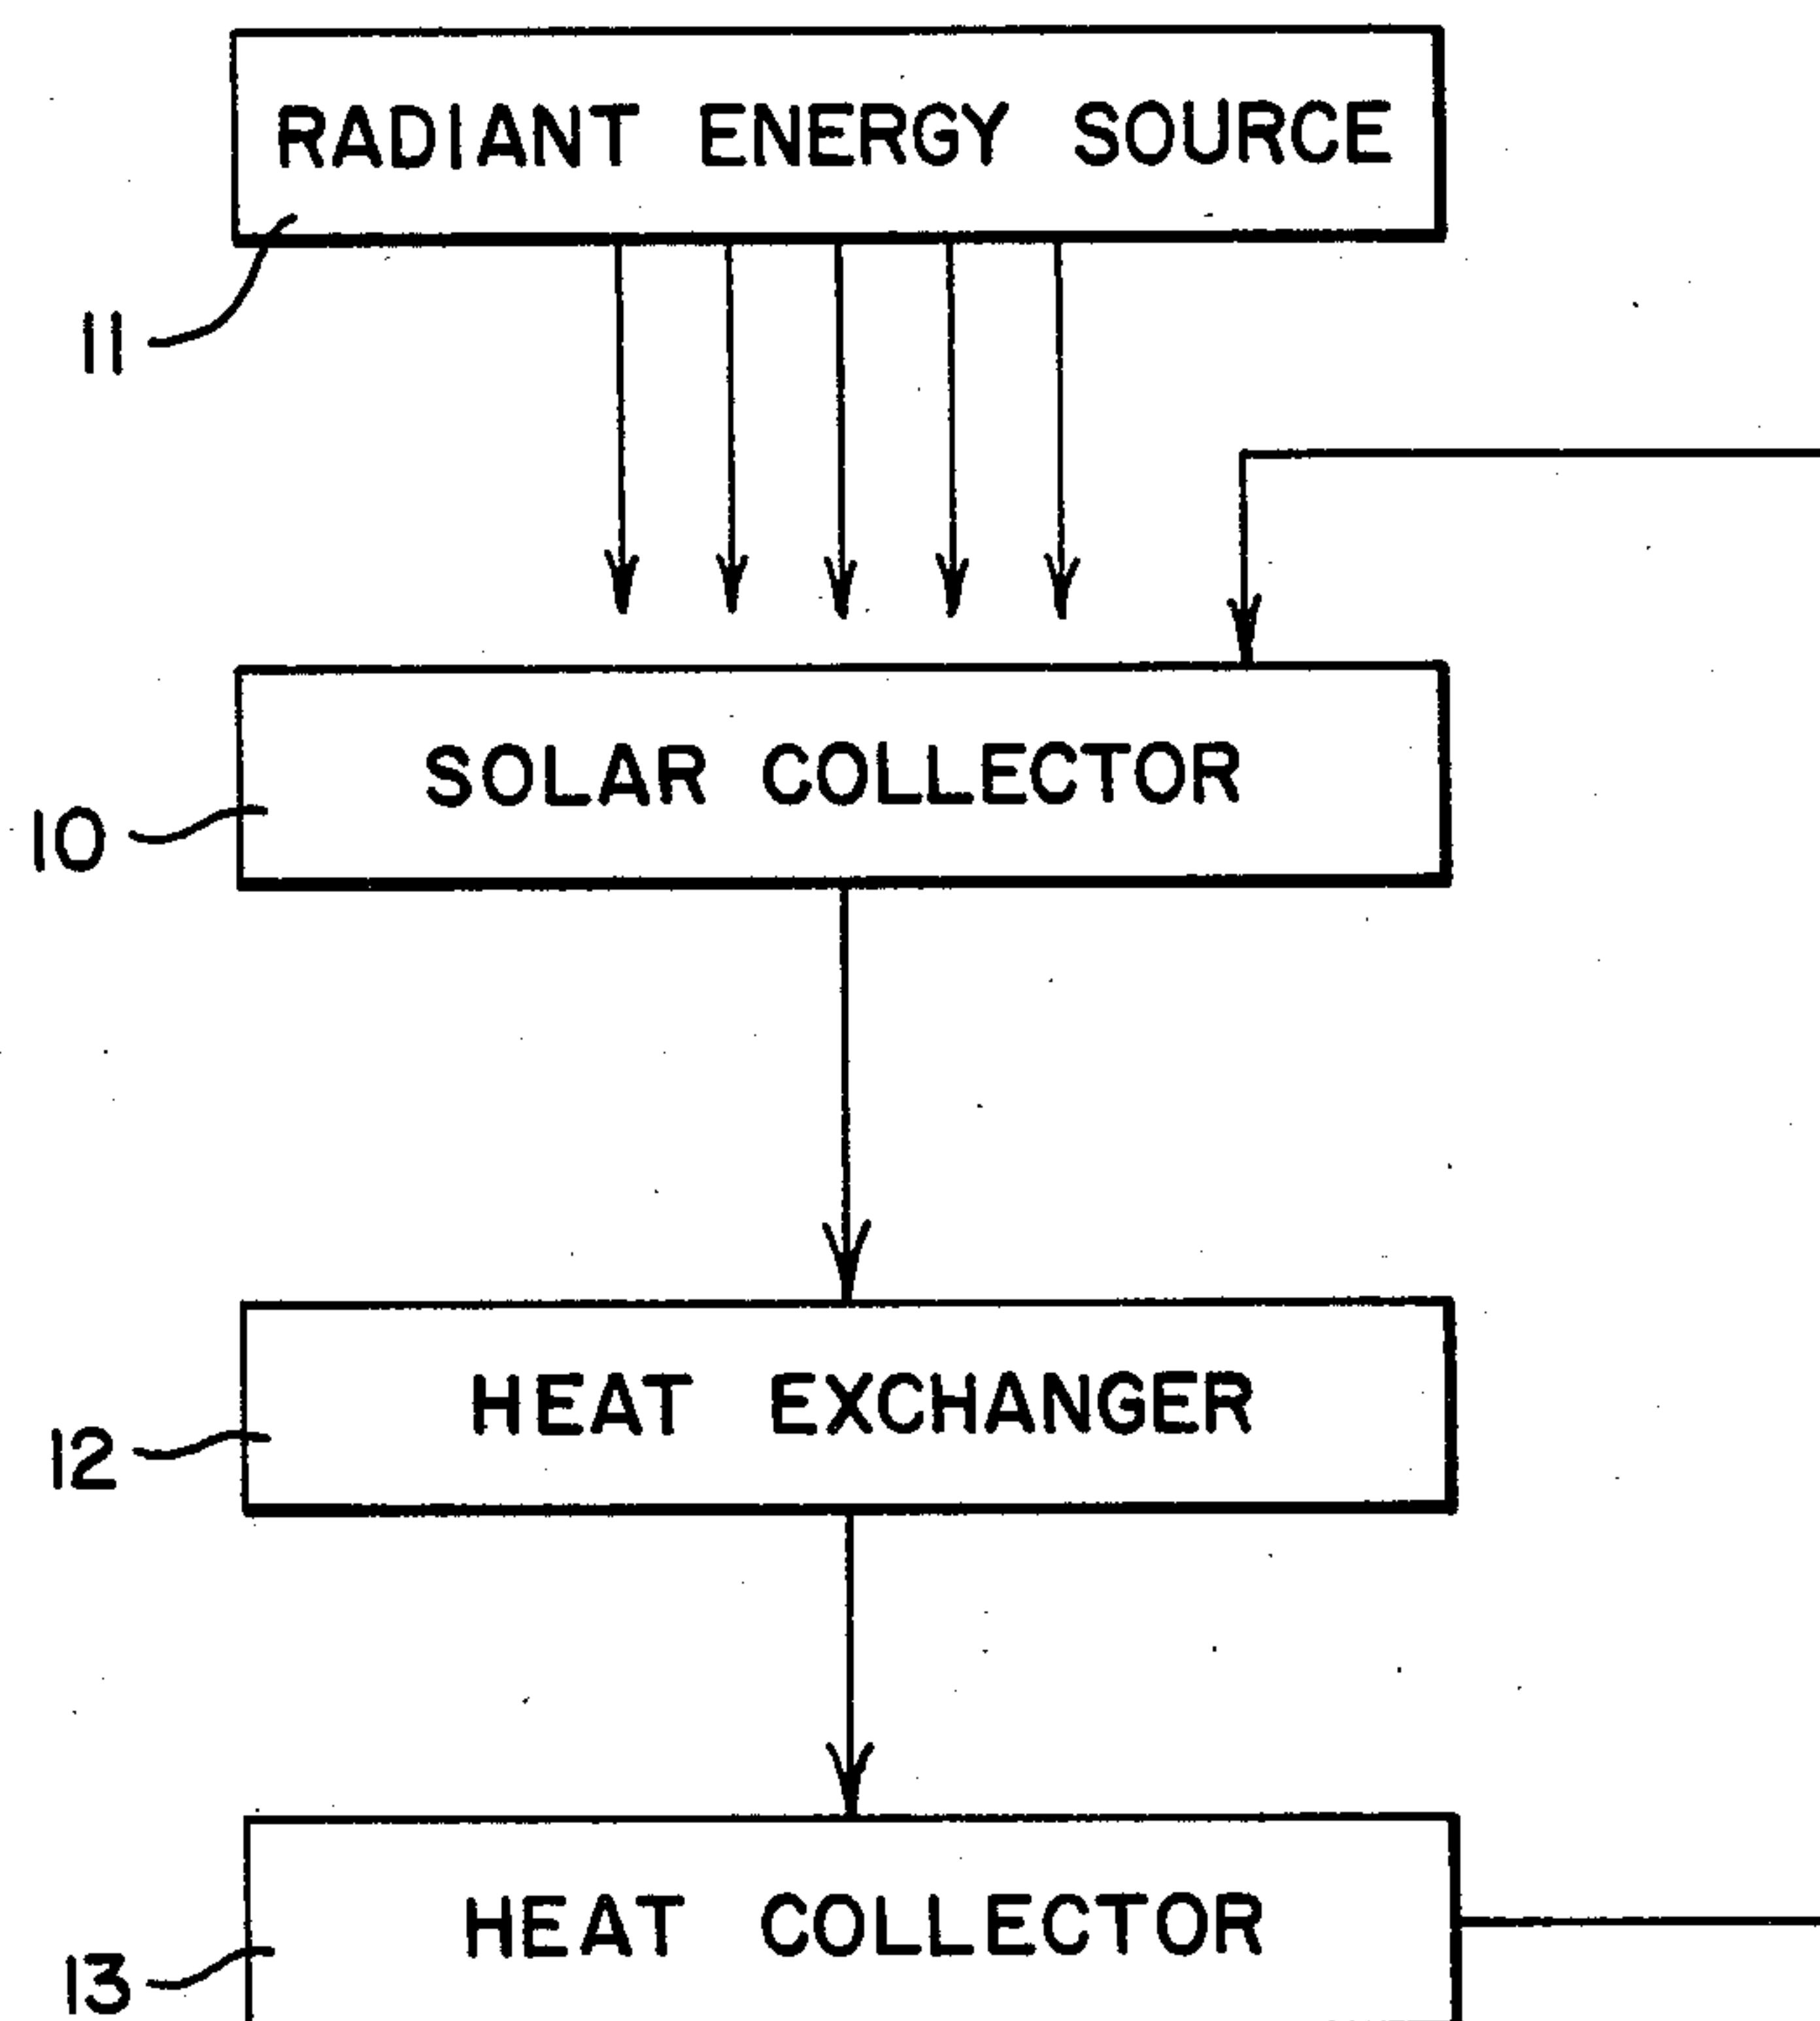 RADIANT ENERGY SOURCE
11
SOLAR COLLECTOR
10
HEAT EXCHANGER
12
HEAT COLLECTOR
13